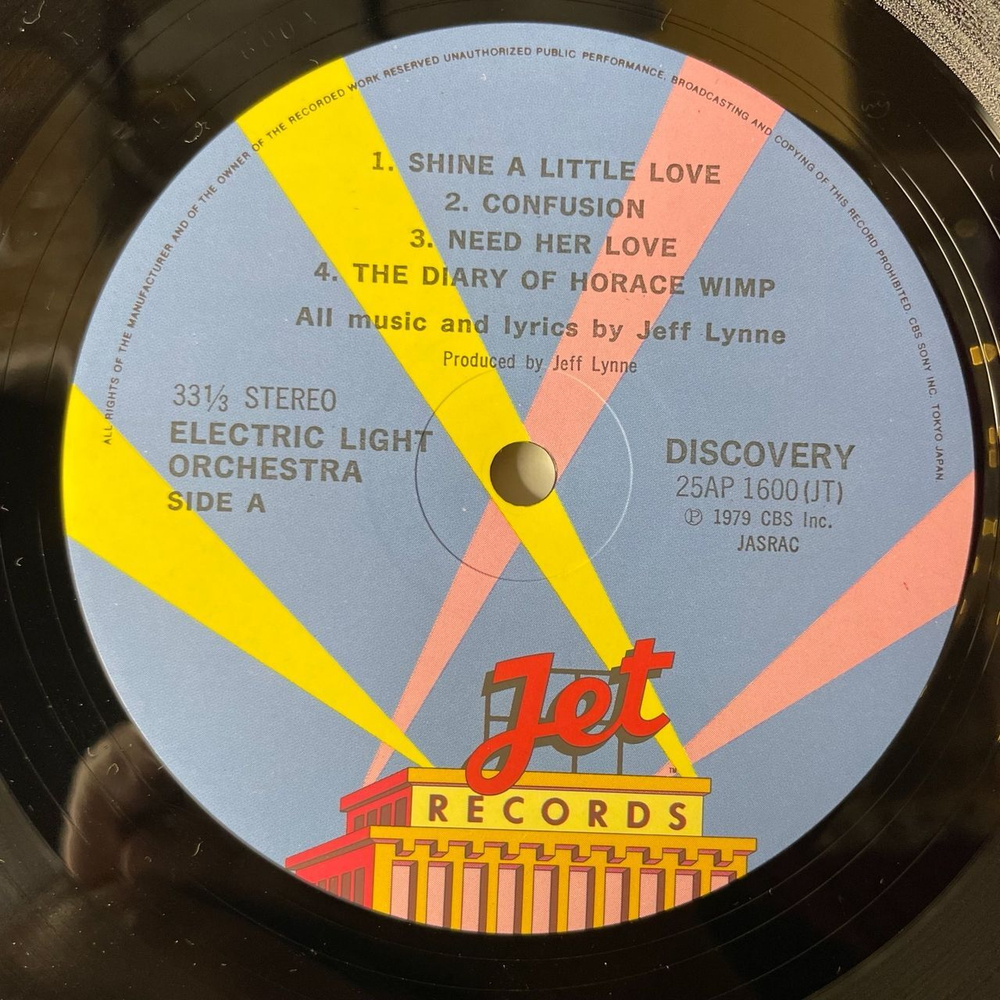 ALL RIGHTS OF THE MANUFACTURER AND OF THE OWNER OF THE RECORDED WORK RESERVED UNAUTHORIZED PUBLIC PERFORMANCE, BROADCASTING AND COPYING OF THIS RECORD PROHIBITED. CBS SONY INC. TOKYO JAPAN
1. SHINE A LITTLE LOVE
2. CONFUSION
3. NEED HER LOVE
4. THE DIARY OF HORACE WIMP
All music and lyrics by Jeff Lynne
Produced by Jeff Lynne
33⅓ STEREO
ELECTRIC LIGHT
ORCHESTRA
SIDE A
DISCOVERY
25AP 1600(JT)
℗ 1979 CBS Inc.
JASRAC
Jet
TM
RECORDS